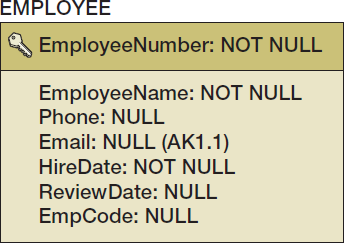 EMPLOYEE
EmployeeNumber: NOT NULL
EmployeeName: NOT NULL
Phone: NULL
Email: NULL (AK1.1)
HireDate: NOT NULL
ReviewDate: NULL
EmpCode: NULL